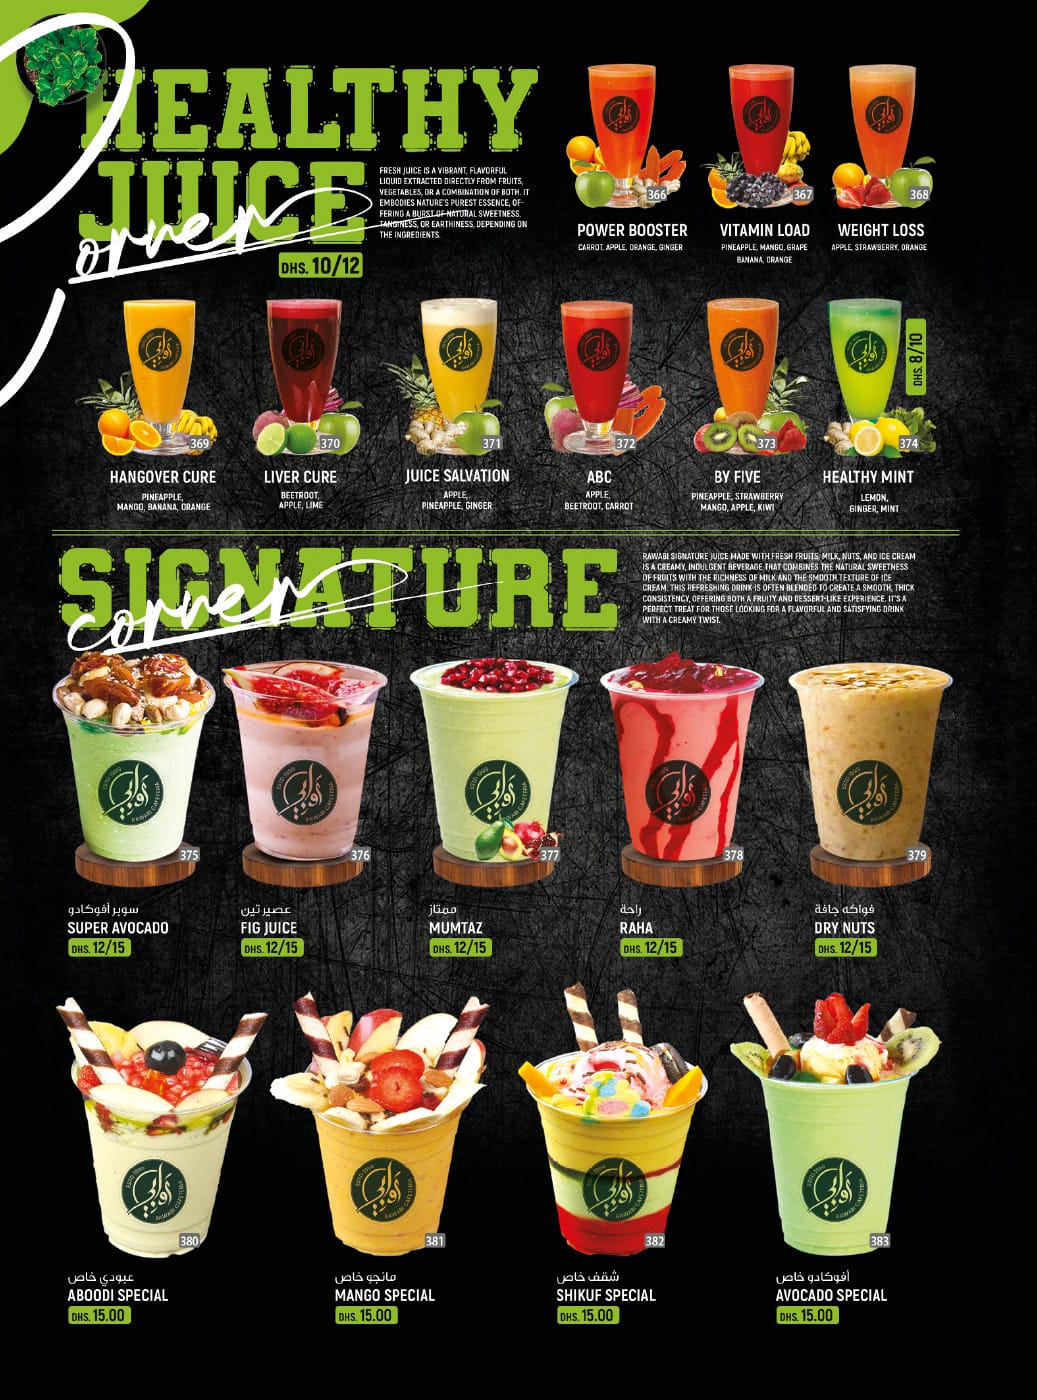 HEALTHY
JUICE
Corner
FRESH JUICE IS A VIBRANT, FLAVORFUL
LIQUID EXTRACTED DIRECTLY FROM FRUITS,
VEGETABLES, OR A COMBINATION OF BOTH. IT
EMBODIES NATURE'S PUREST ESSENCE, OF-
FERING A BURST OF NATURAL SWEETNESS,
TANGINESS, OR EARTHINESS, DEPENDING ON
THE INGREDIENTS.
DHS. 10/12
366
367
368
POWER BOOSTER
CARROT, APPLE, ORANGE, GINGER
VITAMIN LOAD
PINEAPPLE, MANGO, GRAPE
BANANA, ORANGE
WEIGHT LOSS
APPLE, STRAWBERRY, ORANGE
DHS. 8/10
369
370
371
372
373
374
HANGOVER CURE
PINEAPPLE,
MANGO, BANANA, ORANGE
LIVER CURE
BEETROOT,
APPLE, LIME
JUICE SALVATION
APPLE,
PINEAPPLE, GINGER
ABC
APPLE,
BEETROOT, CARROT
BY FIVE
PINEAPPLE, STRAWBERRY
MANGO, APPLE, KIWI
HEALTHY MINT
LEMON,
GINGER, MINT
SIGNATURE
corner
RAWABI SIGNATURE JUICE MADE WITH FRESH FRUITS, MILK, NUTS, AND ICE CREAM
IS A CREAMY, INDULGENT BEVERAGE THAT COMBINES THE NATURAL SWEETNESS
OF FRUITS WITH THE RICHNESS OF MILK AND THE SMOOTH TEXTURE OF ICE
CREAM. THIS REFRESHING DRINK IS OFTEN BLENDED TO CREATE A SMOOTH, THICK
CONSISTENCY, OFFERING BOTH A FRUITY AND DESSERT-LIKE EXPERIENCE. IT'S A
PERFECT TREAT FOR THOSE LOOKING FOR A FLAVORFUL AND SATISFYING DRINK
WITH A CREAMY TWIST.
375
376
377
378
379
سوبر أفوكادو
SUPER AVOCADO
DHS. 12/15
عصير تين
FIG JUICE
DHS. 12/15
ممتاز
MUMTAZ
DHS. 12/15
راحة
RAHA
DHS. 12/15
فواكه جافة
DRY NUTS
DHS. 12/15
380
381
382
383
عبودي خاص
ABOODI SPECIAL
DHS. 15.00
مانجو خاص
MANGO SPECIAL
DHS. 15.00
شقف خاص
SHIKUF SPECIAL
DHS. 15.00
أفوكادو خاص
AVOCADO SPECIAL
DHS. 15.00